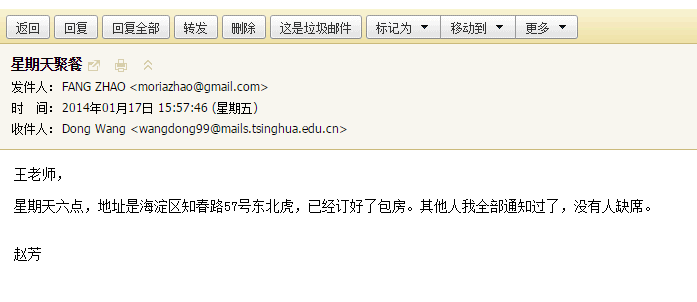 返回 回复 回复全部 转发 删除 这是垃圾邮件 标记为 移动到 更多
星期天聚餐
发件人：FANG ZHAO <moriazhao@gmail.com>
时 间：2014年01月17日 15:57:46 (星期五)
收件人：Dong Wang <wangdong99@mails.tsinghua.edu.cn>
王老师，
星期天六点，地址是海淀区知春路57号东北虎，已经订好了包房。其他人我全部通知过了，没有人缺席。
赵芳